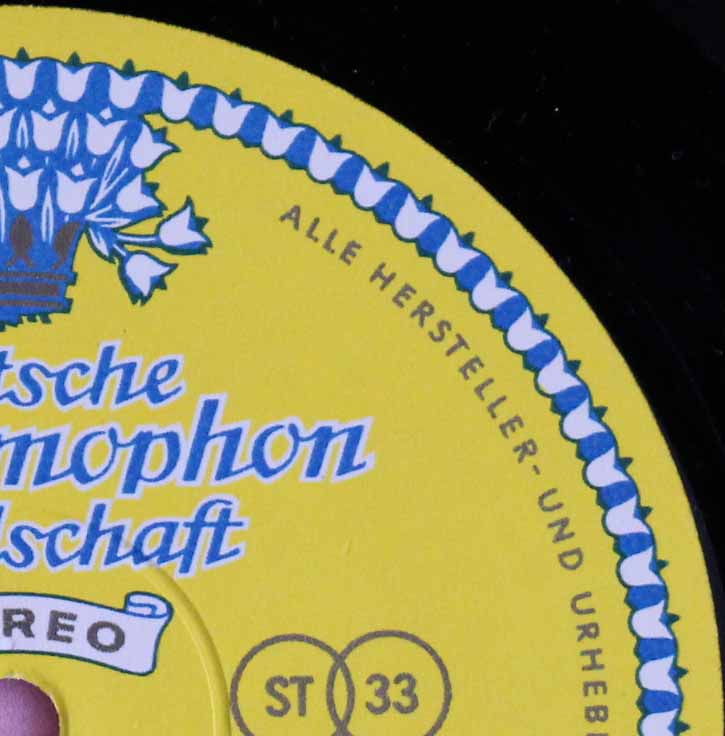 tsche
mophon
lschaft
REO
ST 33
ALLE HERSTELLER-UND URHEB